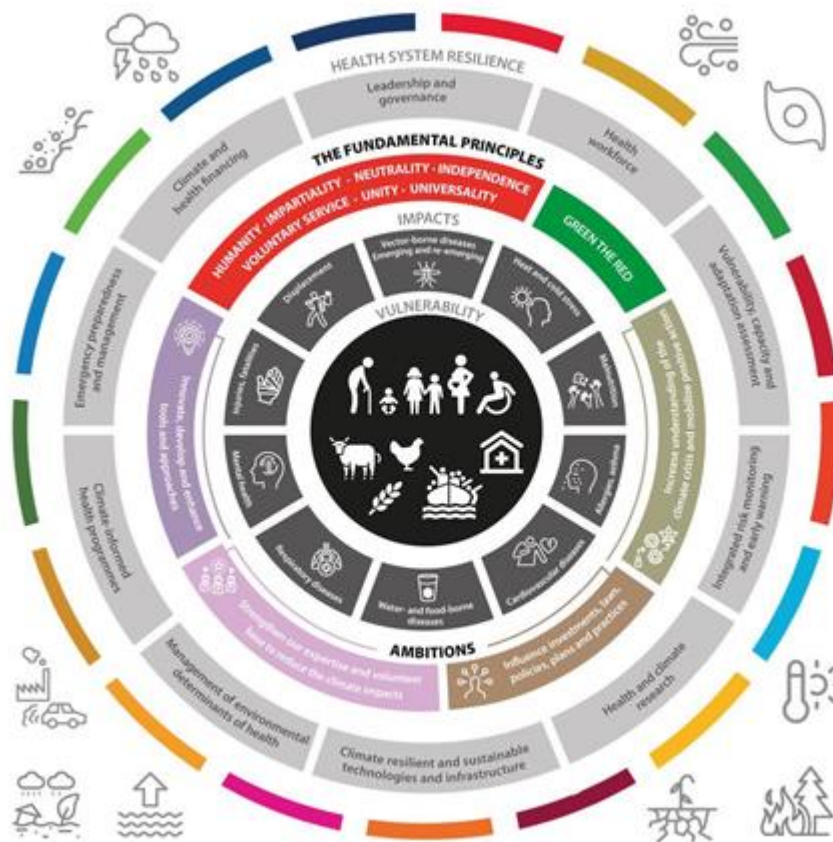 HEALTH SYSTEM RESILIENCE
Leadership and
governance
Health
workforce
Vulnerability, capacity and
adaptation assessment
Integrated risk monitoring
and early warning
Health and climate
research
Climate resilient and sustainable
technologies and infrastructure
Management of environmental
determinants of health
Climate-informed
health programmes
Emergency preparedness
and management
Climate and
health financing
THE FUNDAMENTAL PRINCIPLES
HUMANITY · IMPARTIALITY · NEUTRALITY · INDEPENDENCE
VOLUNTARY SERVICE · UNITY · UNIVERSALITY
GREEN THE RED
Increase understanding of the
climate crisis and mobilize positive action
Influence investments, laws,
policies, plans and practices
Strengthen our expertise and volunteer
base to reduce the climate impacts
Innovate, develop and enhance
tools and approaches
AMBITIONS
IMPACTS
Vector-borne diseases
Emerging and re-emerging
Heat and cold stress
Malnutrition
Allergies, asthma
Cardiovascular diseases
Water- and food-borne
diseases
Respiratory diseases
Mental health
Injuries, fatalities
Displacement
VULNERABILITY